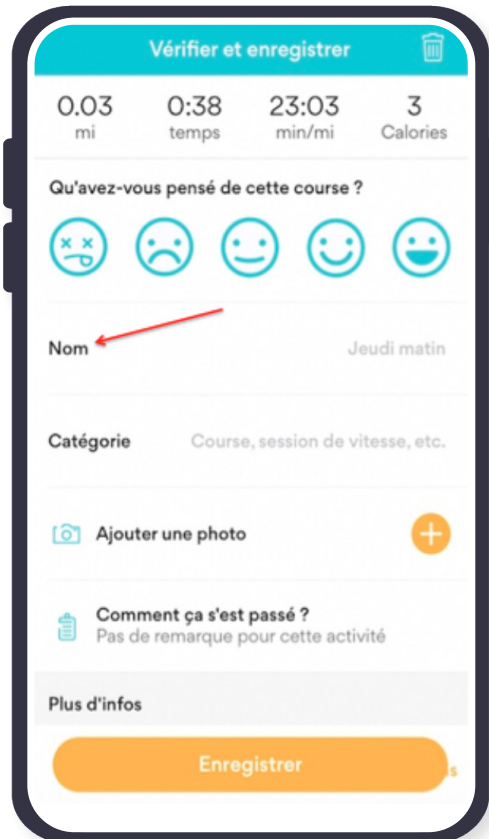 Vérifier et enregistrer
0.03 0:38 23:03 3
mi temps min/mi Calories
Qu'avez-vous pensé de cette course ?
Nom Jeudi matin
Catégorie Course, session de vitesse, etc.
Ajouter une photo
Comment ça s'est passé ?
Pas de remarque pour cette activité
Plus d'infos
Enregistrer